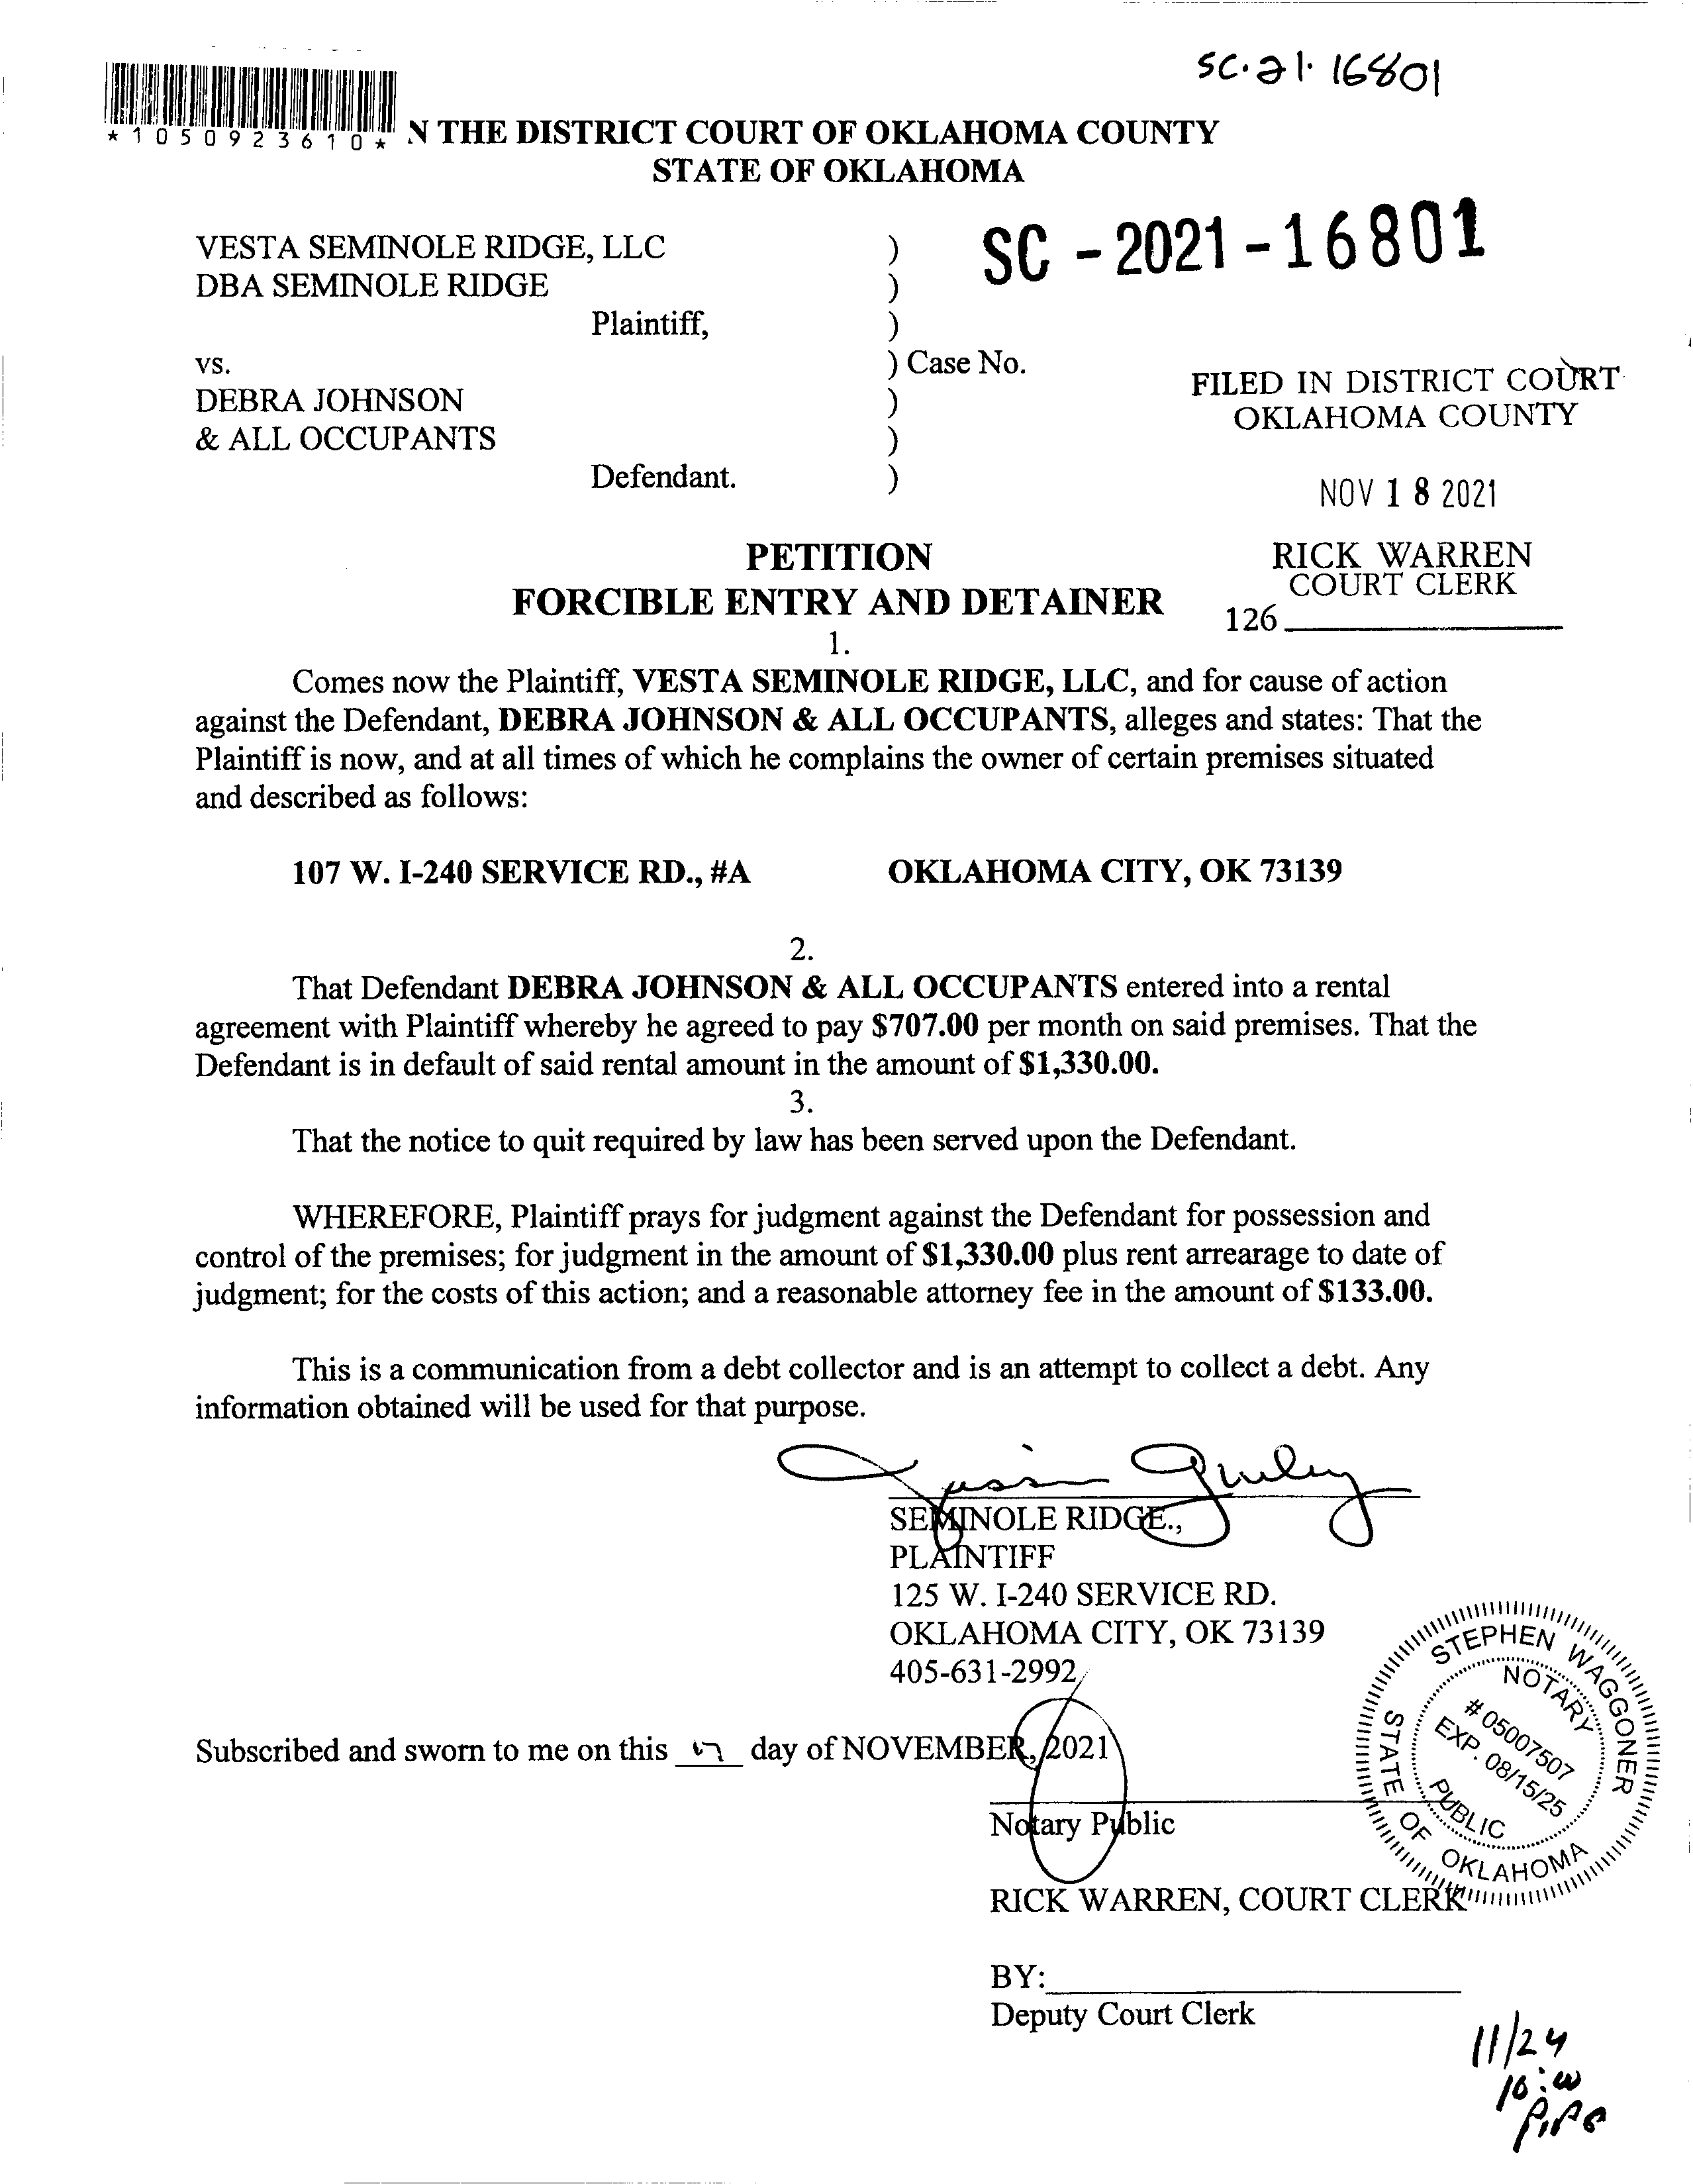 SC·21·16801
*1050923610*
N THE DISTRICT COURT OF OKLAHOMA COUNTY
STATE OF OKLAHOMA
VESTA SEMINOLE RIDGE, LLC )
DBA SEMINOLE RIDGE )
Plaintiff, )
vs. ) Case No.
DEBRA JOHNSON )
& ALL OCCUPANTS )
Defendant. )
SC - 2021 - 16801
FILED IN DISTRICT COURT
OKLAHOMA COUNTY
NOV 18 2021
RICK WARREN
COURT CLERK
126
PETITION
FORCIBLE ENTRY AND DETAINER
1.
Comes now the Plaintiff, VESTA SEMINOLE RIDGE, LLC, and for cause of action
against the Defendant, DEBRA JOHNSON & ALL OCCUPANTS, alleges and states: That the
Plaintiff is now, and at all times of which he complains the owner of certain premises situated
and described as follows:
107 W. I-240 SERVICE RD., #A OKLAHOMA CITY, OK 73139
2.
That Defendant DEBRA JOHNSON & ALL OCCUPANTS entered into a rental
agreement with Plaintiff whereby he agreed to pay $707.00 per month on said premises. That the
Defendant is in default of said rental amount in the amount of $1,330.00.
3.
That the notice to quit required by law has been served upon the Defendant.
WHEREFORE, Plaintiff prays for judgment against the Defendant for possession and
control of the premises; for judgment in the amount of $1,330.00 plus rent arrearage to date of
judgment; for the costs of this action; and a reasonable attorney fee in the amount of $133.00.
This is a communication from a debt collector and is an attempt to collect a debt. Any
information obtained will be used for that purpose.
SEMINOLE RIDGE.,
PLAINTIFF
125 W. I-240 SERVICE RD.
OKLAHOMA CITY, OK 73139
405-631-2992
Subscribed and sworn to me on this day of NOVEMBER, 2021
Notary Public
STEPHEN WAGGONER
NOTARY
# 05007507
EXP. 08/15/25
PUBLIC
STATE OF OKLAHOMA
RICK WARREN, COURT CLERK
BY:
Deputy Court Clerk
11/24